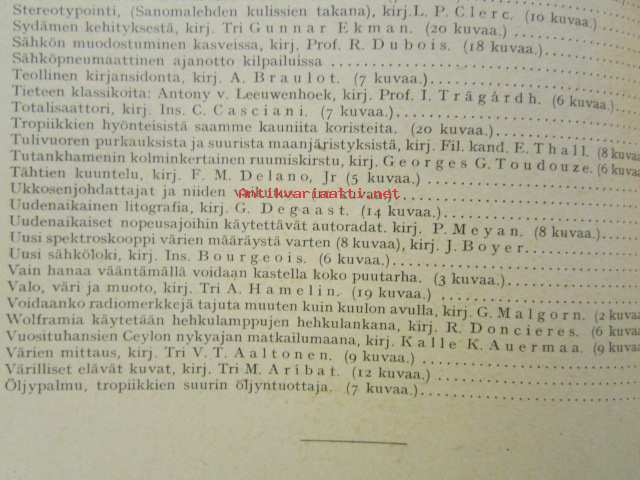 Stereotypointi, (Sanomalehden kulissien takana), kirj. L. P. Clerc. (10 kuvaa.)
Sydämen kehityksestä, kirj. Tri Gunnar Ekman. (20 kuvaa.)
Sähkön muodostuminen kasveissa, kirj. Prof. R. Dubois. (18 kuvaa.)
Sähköpneumaattinen ajanotto kilpailuissa
Teollinen kirjansidonta, kirj. A. Braulot. (7 kuvaa.)
Tieteen klassikoita: Antony v. Leeuwenhoek, kirj. Prof. I. Trägårdh. (6 kuvaa.)
Totalisaattori, kirj. Ins. C. Casciani. (7 kuvaa.)
Tropiikkien hyönteisistä saamme kauniita koristeita. (20 kuvaa.)
Tulivuoren purkauksista ja suurista maanjäristyksistä, kirj. Fil. kand. E. Thall. (8 kuvaa
Tutankhamenin kolminkertainen ruumiskirstu, kirj. Georges G. Toudouze. (6 kuvaa.
Tähtien kuuntelu, kirj. F. M. Delano, Jr (5 kuvaa.)
Ukkosenjohdattajat ja niiden kuvaa.)
Antikvariaatti.net
Uudenaikainen litografia, kirj. G. Degaast. (14 kuvaa.)
Uudenaikaiset nopeusajoihin käytettävät autoradat. kirj. P. Meyan. (8 kuvaa.)
Uusi spektroskooppi värien määräystä varten (8 kuvaa), kirj. J. Boyer.
Uusi sähköloki, kirj. Ins. Bourgeois. (6 kuvaa.)
Vain hanaa vääntämällä voidaan kastella koko puutarha. (3 kuvaa.)
Valo, väri ja muoto, kirj. Tri A. Hamelin. (19 kuvaa.)
Voidaanko radiomerkkejä tajuta muuten kuin kuulon avulla, kirj. G. Malgorn. (2 kuvaa
Wolframia käytetään hehkulamppujen hehkulankana, kirj. R. Doncieres. (6 kuvaa
Vuosituhansien Ceylon nykyajan matkailumaana, kirj. Kalle K. Auermaa. (9 kuvaa
Värien mittaus, kirj. Tri V. T. Aaltonen. (9 kuvaa.)
Värilliset elävät kuvat, kirj. Tri M. Aribat. (12 kuvaa.)
Öljypalmu, tropiikkien suurin öljyntuottaja. (7 kuvaa.)